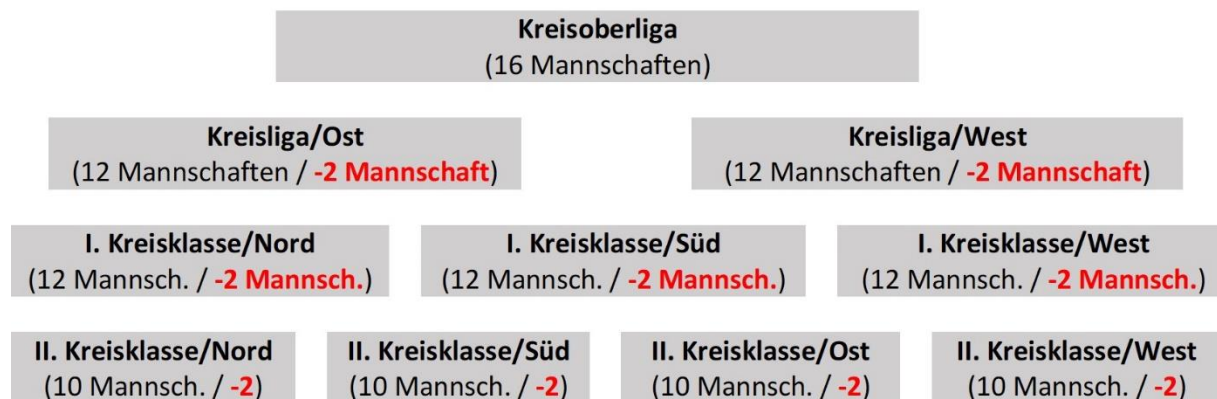 Kreisoberliga
(16 Mannschaften)
Kreisliga/Ost
(12 Mannschaften / -2 Mannschaft)
Kreisliga/West
(12 Mannschaften / -2 Mannschaft)
I. Kreisklasse/Nord
(12 Mannsch. / -2 Mannsch.)
I. Kreisklasse/Süd
(12 Mannsch. / -2 Mannsch.)
I. Kreisklasse/West
(12 Mannsch. / -2 Mannsch.)
II. Kreisklasse/Nord
(10 Mannsch. / -2)
II. Kreisklasse/Süd
(10 Mannsch. / -2)
II. Kreisklasse/Ost
(10 Mannsch. / -2)
II. Kreisklasse/West
(10 Mannsch. / -2)